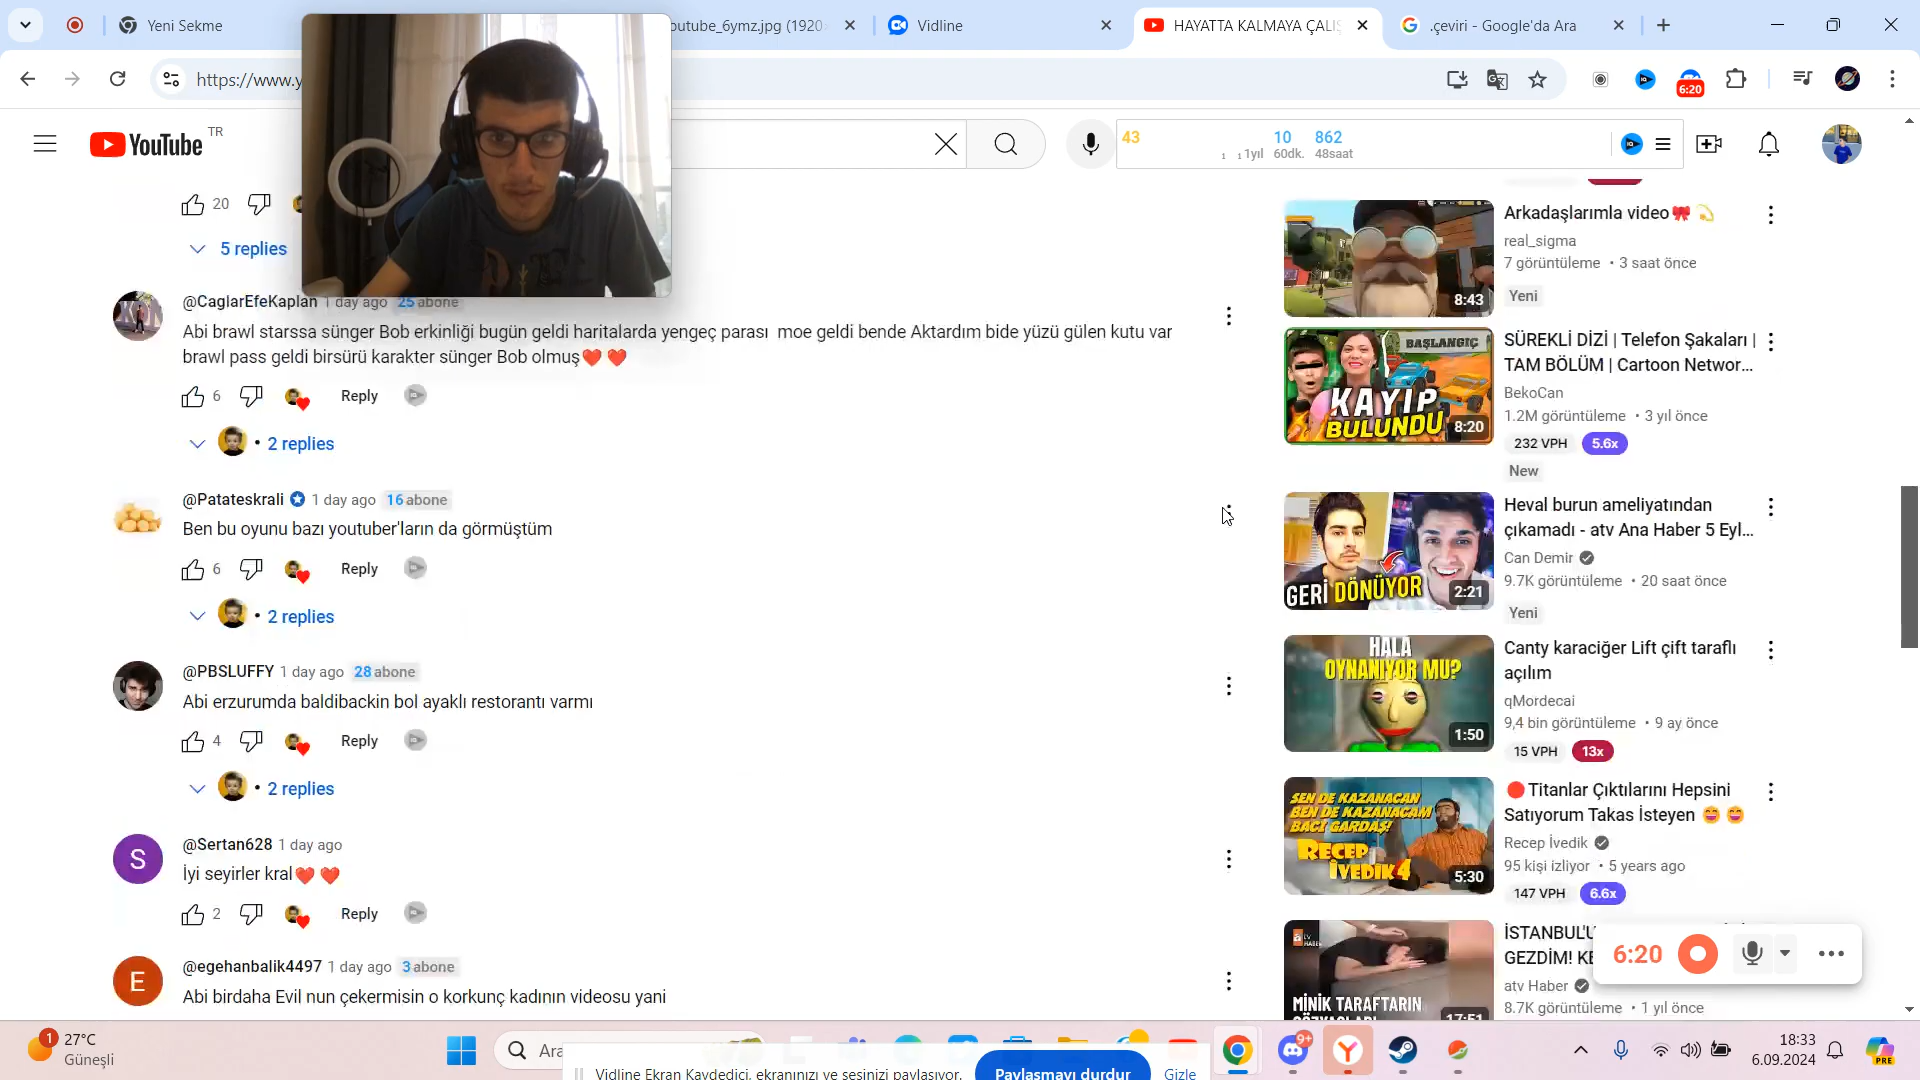 Yeni Sekme
outube_6ymz.jpg (1920
Vidline
HAYATTA KALMAYA ÇALIŞ
.çeviri - Google'da Ara
https://www.y
6:20
YouTube TR
43
10 862
1 1 1yıl 60dk. 48saat
20
5 replies
@CaglarEfeKaplan 1 day ago 25 abone
Abi brawl starssa sünger Bob erkinliği bugün geldi haritalarda yengeç parası moe geldi bende Aktardım bide yüzü gülen kutu var
brawl pass geldi birsürü karakter sünger Bob olmuş❤️ ❤️
6 Reply
• 2 replies
@Patateskrali 1 day ago 16 abone
Ben bu oyunu bazı youtuber'ların da görmüştüm
6 Reply
• 2 replies
@PBSLUFFY 1 day ago 28 abone
Abi erzurumda baldibackin bol ayaklı restorantı varmı
4 Reply
• 2 replies
S
@Sertan628 1 day ago
İyi seyirler kral❤️ ❤️
2 Reply
E
@egehanbalik4497 1 day ago 3 abone
Abi birdaha Evil nun çekermisin o korkunç kadının videosu yani
8:43
Arkadaşlarımla video🎀 💫
real_sigma
7 görüntüleme • 3 saat önce
Yeni
BAŞLANGIÇ
KAYIP
BULUNDU
8:20
SÜREKLİ DİZİ | Telefon Şakaları |
TAM BÖLÜM | Cartoon Networ...
BekoCan
1.2M görüntüleme • 3 yıl önce
232 VPH 5.6x
New
GERİ DÖNÜYOR
2:21
Heval burun ameliyatından
çıkamadı - atv Ana Haber 5 Eyl...
Can Demir
9.7K görüntüleme • 20 saat önce
Yeni
HALA
OYNANIYOR MU?
1:50
Canty karaciğer Lift çift taraflı
açılım
qMordecai
9,4 bin görüntüleme • 9 ay önce
15 VPH 13x
SEN DE KAZANACAN
BEN DE KAZANACAM
BACI GARDAŞ!
RECEP
İVEDİK 4
5:30
🔴Titanlar Çıktılarını Hepsini
Satıyorum Takas İsteyen 😄 😄
Recep İvedik
95 kişi izliyor • 5 years ago
147 VPH 6.6x
MİNİK TARAFTARIN
17:51
İSTANBUL'U
GEZDİM! KE
atv Haber
8.7K görüntüleme • 1 yıl önce
6:20
1
27°C
Güneşli
Ara
9+
18:33
6.09.2024
PRE
Vidline Ekran Kaydedici, ekranınızı ve sesinizi paylaşıyor.
Paylaşmayı durdur
Gizle